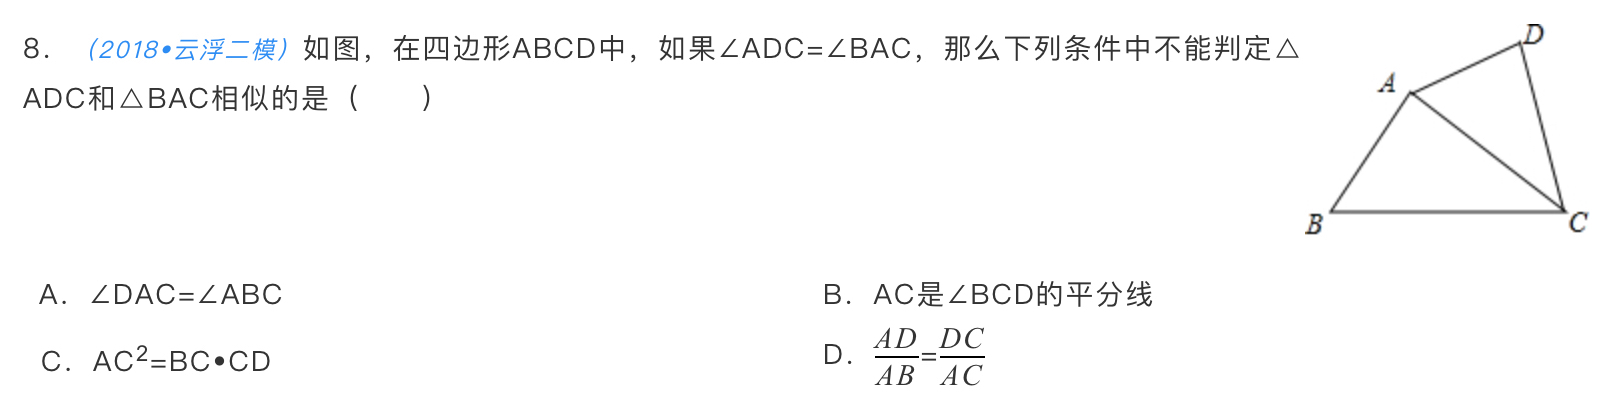 8. （2018•云浮二模）如图，在四边形ABCD中，如果∠ADC=∠BAC，那么下列条件中不能判定△
ADC和△BAC相似的是（　　）
D
A
B
C
A. ∠DAC=∠ABC
B. AC是∠BCD的平分线
C. AC²=BC•CD
D. AD/AB=DC/AC